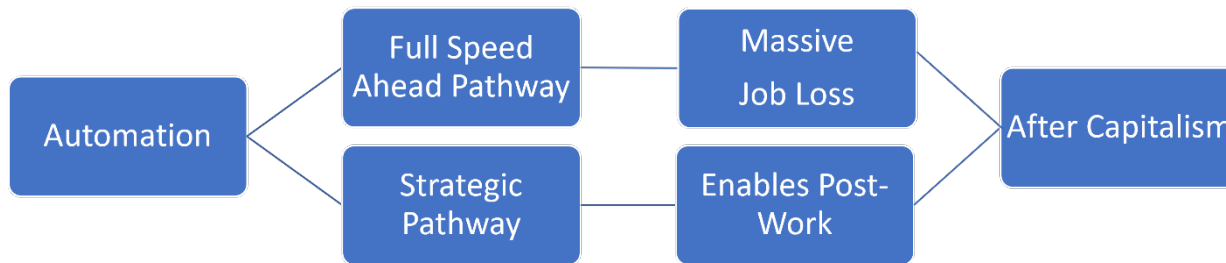 Automation
Full Speed
Ahead Pathway
Massive
Job Loss
Strategic
Pathway
Enables Post-
Work
After Capitalism